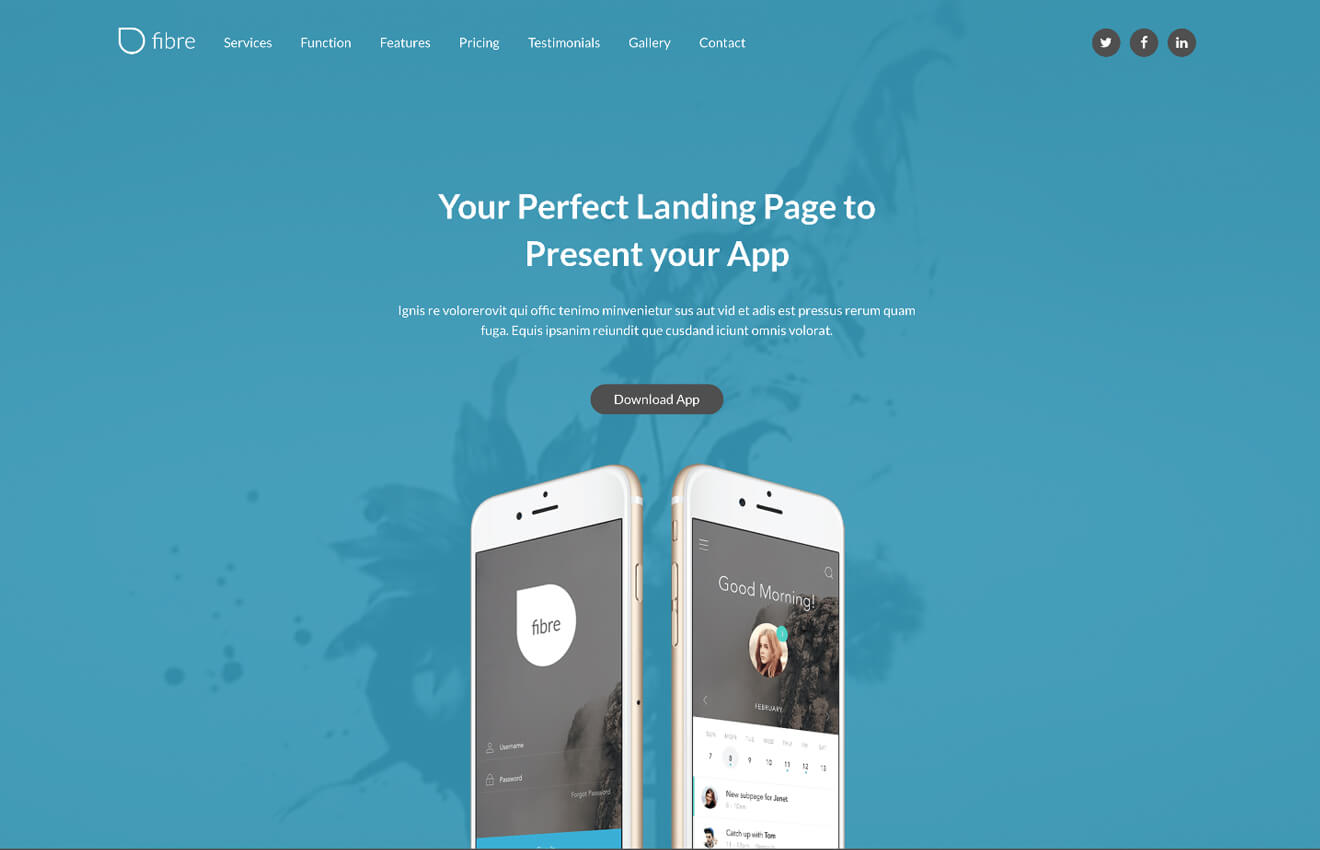 fibre
Services Function Features Pricing Testimonials Gallery Contact
Your Perfect Landing Page to
Present your App
Ignis re volorerovit qui offic tenimo minvenietur sus aut vid et adis est pressus rerum quam
fuga. Equis ipsanim reiundit que cusdand iciunt omnis volorat.
Download App
fibre
Username
Password
Forgot Password
Good Morning!
FEBRUARY
SUN MON TUE WED THU FRI SAT
7 8 9 10 11 12 13
New subpage for Janet
8 - 10am
Catch up with Tom